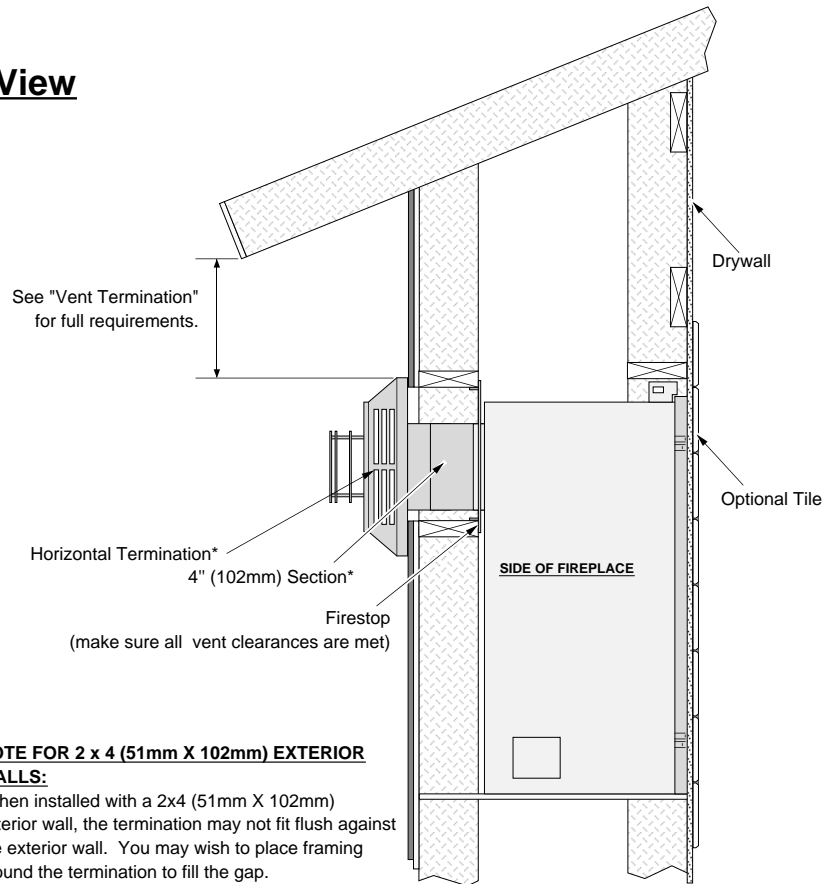 View
Drywall
See "Vent Termination"
for full requirements.
Optional Tile
Horizontal Termination*
4" (102mm) Section*
SIDE OF FIREPLACE
Firestop
(make sure all vent clearances are met)
OTE FOR 2 x 4 (51mm X 102mm) EXTERIOR
ALLS:
hen installed with a 2x4 (51mm X 102mm)
terior wall, the termination may not fit flush against
e exterior wall. You may wish to place framing
ound the termination to fill the gap.